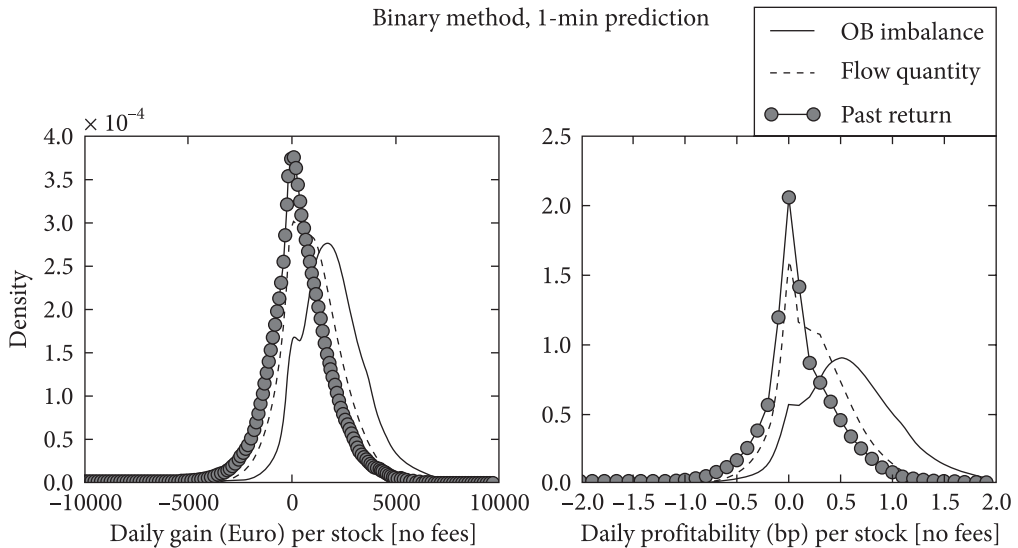 Binary method, 1-min prediction
OB imbalance
Flow quantity
Past return
× 10⁻⁴
4.0
3.5
3.0
2.5
2.0
1.5
1.0
0.5
0.0
Density
−10000 −5000 0 5000 10000
Daily gain (Euro) per stock [no fees]
2.5
2.0
1.5
1.0
0.5
0.0
−2.0 −1.5 −1.0 −0.5 0.0 0.5 1.0 1.5 2.0
Daily profitability (bp) per stock [no fees]